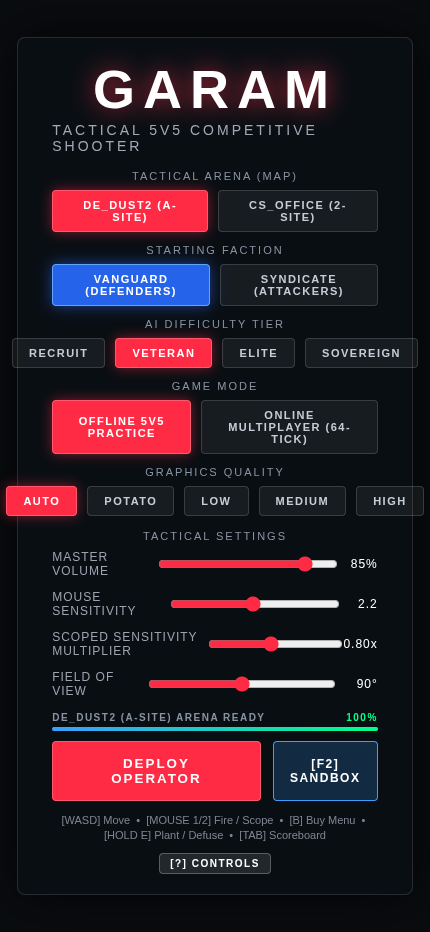 GARAM
TACTICAL 5V5 COMPETITIVE
SHOOTER
TACTICAL ARENA (MAP)
DE_DUST2 (A-
SITE)
CS_OFFICE (2-
SITE)
STARTING FACTION
VANGUARD
(DEFENDERS)
SYNDICATE
(ATTACKERS)
AI DIFFICULTY TIER
RECRUIT VETERAN ELITE SOVEREIGN
GAME MODE
OFFLINE 5V5
PRACTICE
ONLINE
MULTIPLAYER (64-
TICK)
GRAPHICS QUALITY
AUTO POTATO LOW MEDIUM HIGH
TACTICAL SETTINGS
MASTER
VOLUME
85%
MOUSE
SENSITIVITY
2.2
SCOPED SENSITIVITY
MULTIPLIER
0.80x
FIELD OF
VIEW
90°
DE_DUST2 (A-SITE) ARENA READY 100%
DEPLOY
OPERATOR
[F2]
SANDBOX
[WASD] Move • [MOUSE 1/2] Fire / Scope • [B] Buy Menu •
[HOLD E] Plant / Defuse • [TAB] Scoreboard
[?] CONTROLS